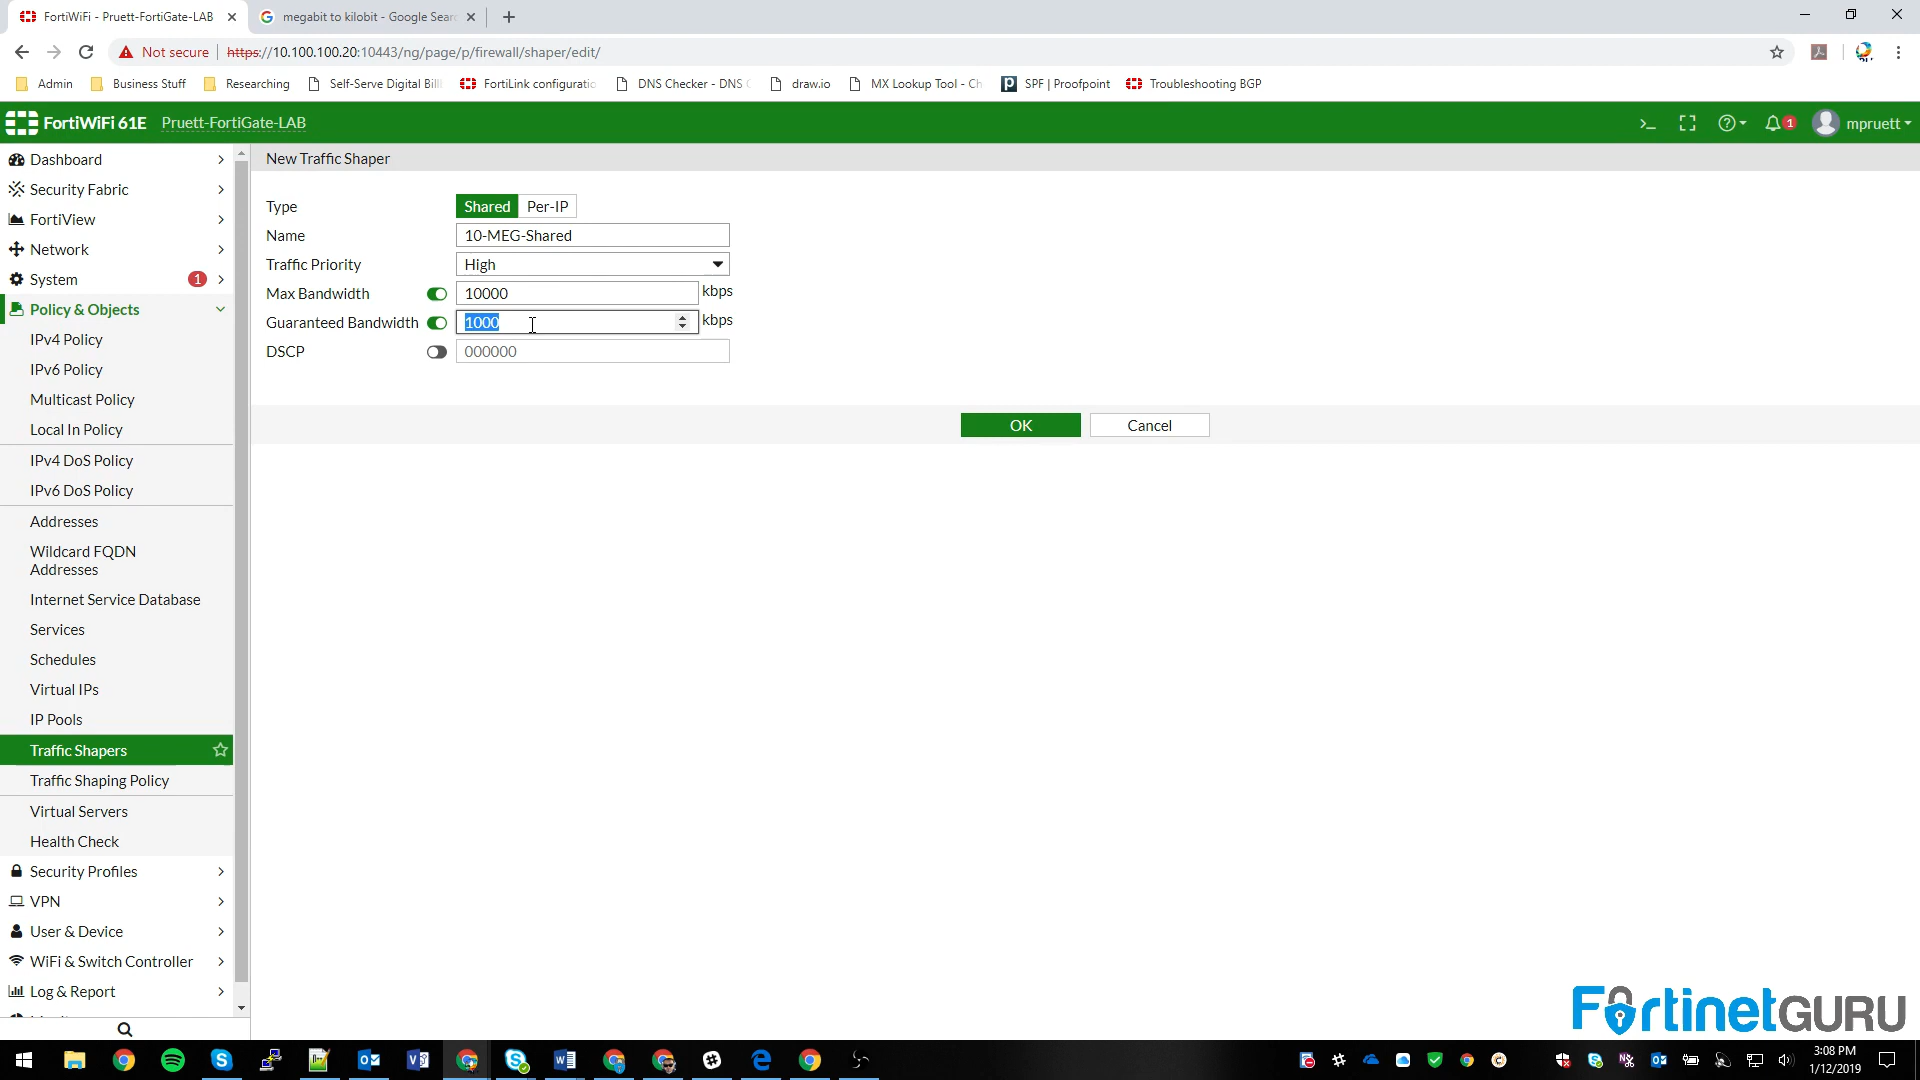 FortiWiFi - Pruett-FortiGate-LAB
megabit to kilobit - Google Sear
Not secure
https://10.100.100.20:10443/ng/page/p/firewall/shaper/edit/
Admin
Business Suff
Researching
Self-Serve Digital Bill
FortiLink configuratio
DNS Checker - DNS C
draw.io
MX Lookup Tool - Ch
SPF | Proofpoint
Troubleshooting BGP
FortiWiFi 61E
Pruett-FortiGate-LAB
1
mpruett
Dashboard
Security Fabric
FortiView
Network
System 1
Policy & Objects
IPv4 Policy
IPv6 Policy
Multicast Policy
Local In Policy
IPv4 DoS Policy
IPv6 DoS Policy
Addresses
Wildcard FQDN
Addresses
Internet Service Database
Services
Schedules
Virtual IPs
IP Pools
Traffic Shapers
Traffic Shaping Policy
Virtual Servers
Health Check
Security Profiles
VPN
User & Device
WiFi & Switch Controller
Log & Report
New Traffic Shaper
Type Shared Per-IP
Name 10-MEG-Shared
Traffic Priority High
Max Bandwidth 10000 kbps
Guaranteed Bandwidth 1000 kbps
DSCP 000000
OK Cancel
FortinetGURU
3:08 PM
1/12/2019